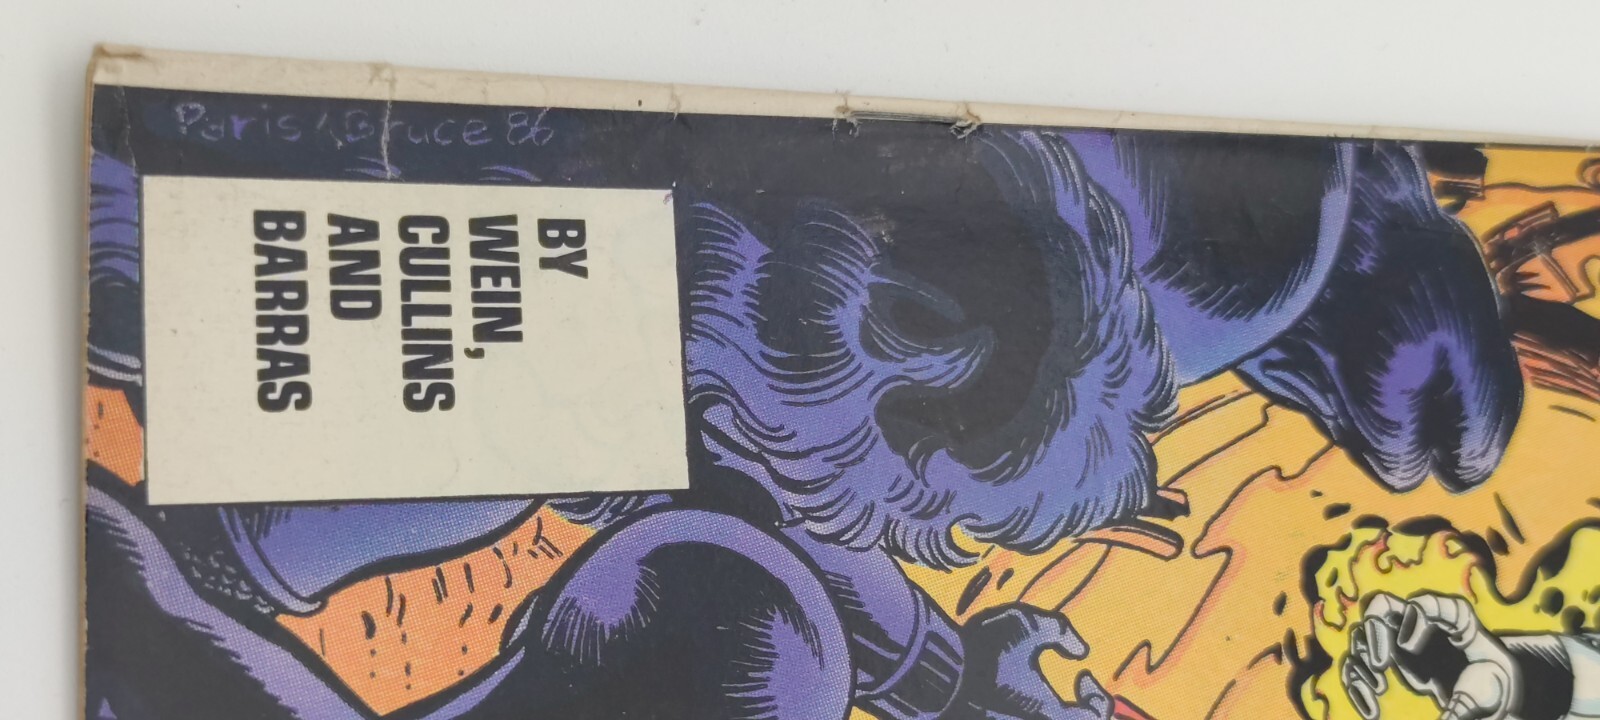 Paris & Bruce 86
BY
WEIN,
CULLINS
AND
BARRAS